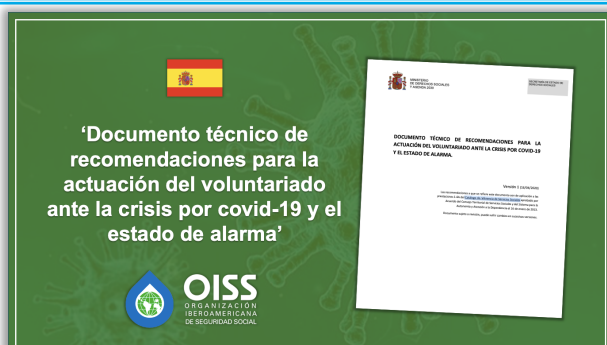 ‘Documento técnico de
recomendaciones para la
actuación del voluntariado
ante la crisis por covid-19 y el
estado de alarma’
OISS
ORGANIZACIÓN
IBEROAMERICANA
DE SEGURIDAD SOCIAL
MINISTERIO
DE DERECHOS SOCIALES
Y AGENDA 2030
DOCUMENTO TÉCNICO DE RECOMENDACIONES PARA LA
ACTUACIÓN DEL VOLUNTARIADO ANTE LA CRISIS POR COVID-19
Y EL ESTADO DE ALARMA.